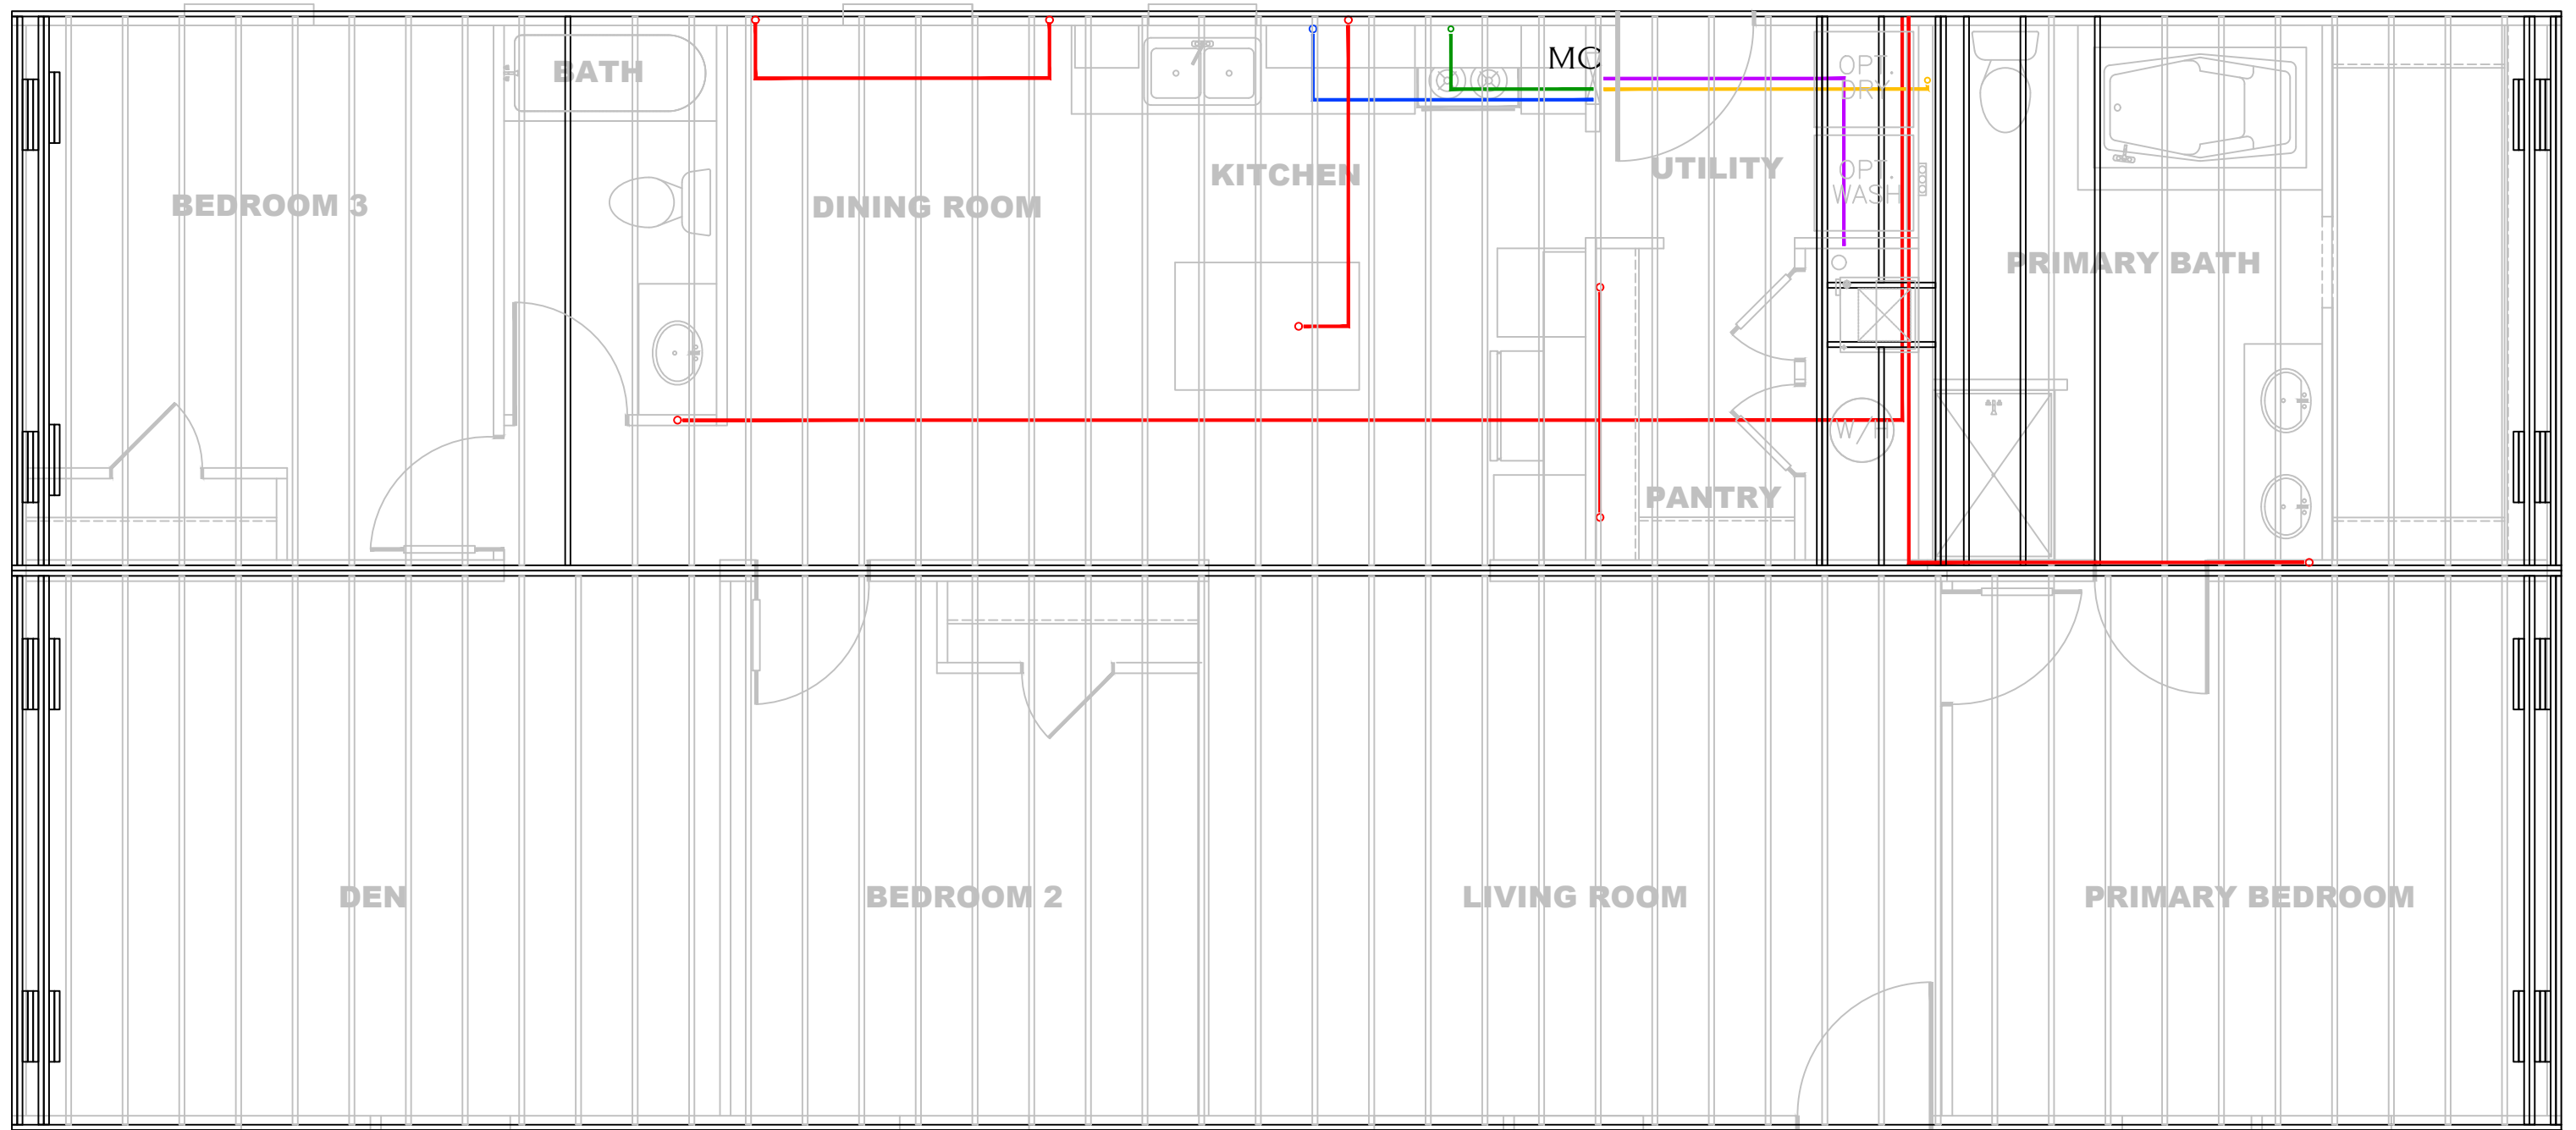 BATH
MC
OPT.
DRY.
BEDROOM 3
DINING ROOM
KITCHEN
UTILITY
OPT.
WASH
PRIMARY BATH
W/H
PANTRY
DEN
BEDROOM 2
LIVING ROOM
PRIMARY BEDROOM